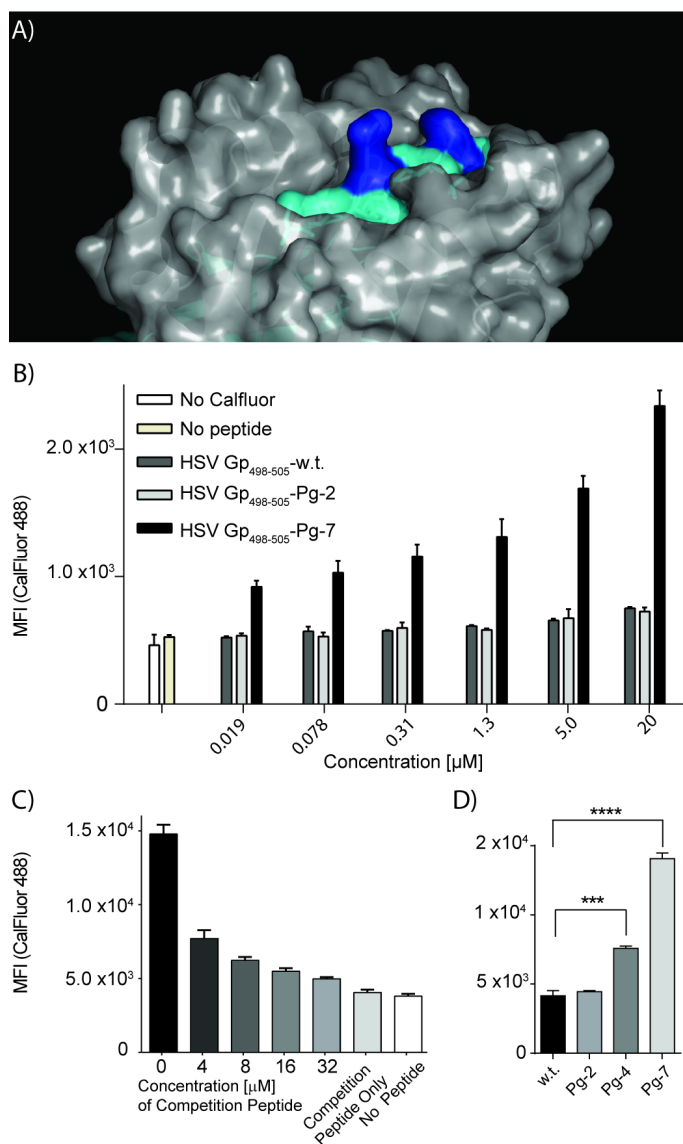 A)
B)
MFI (CalFluor 488)
2.0 x10³
1.0 x10³
0
No Calfluor
No peptide
HSV Gp₄₉₈₋₅₀₅-w.t.
HSV Gp₄₉₈₋₅₀₅-Pg-2
HSV Gp₄₉₈₋₅₀₅-Pg-7
0.019
0.078
0.31
1.3
5.0
20
Concentration [µM]
C)
MFI (CalFluor 488)
1.5 x10⁴
5.0 x10³
0
0
4
8
16
32
Competition
Peptide Only
No Peptide
Concentration [µM]
of Competition Peptide
D)
2 x10⁴
1 x10⁴
5 x10³
0
****
***
w.t.
Pg-2
Pg-4
Pg-7